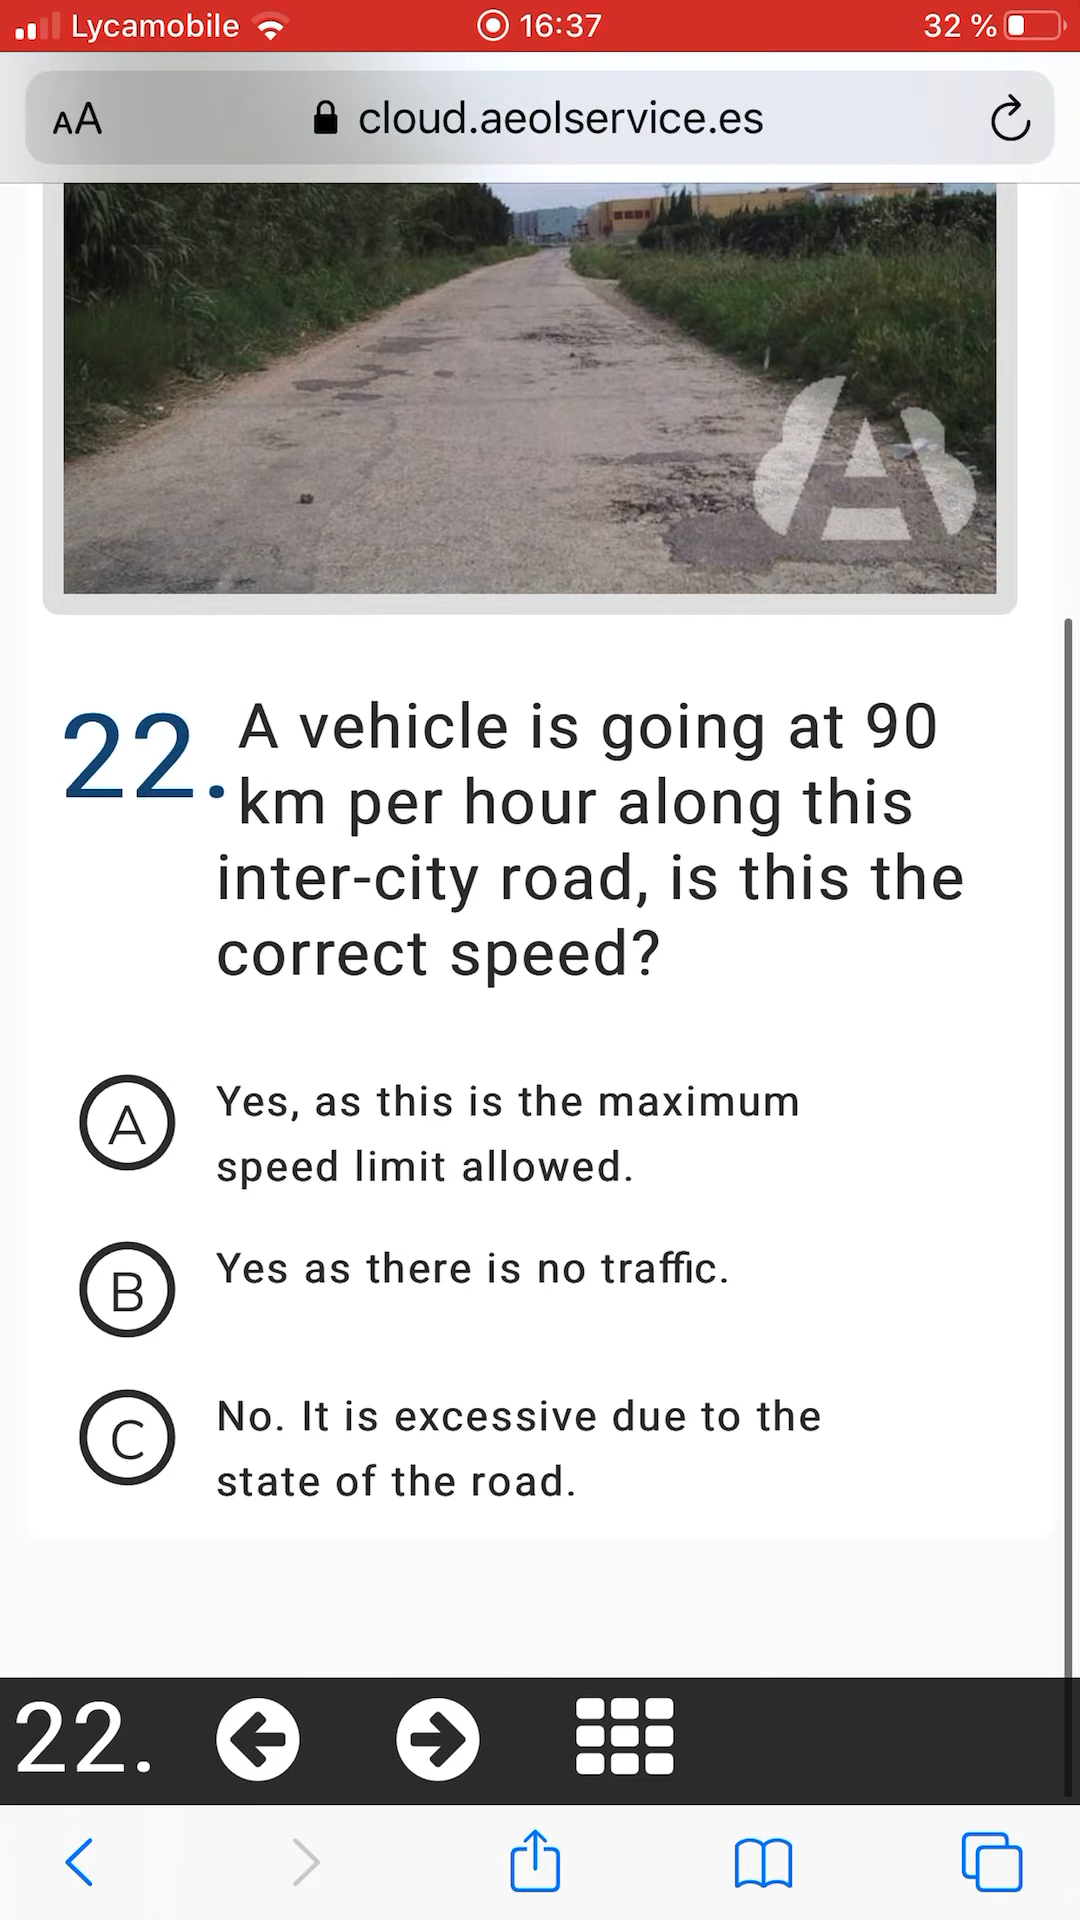 Lycamobile 16:37 32 %
AA cloud.aeolservice.es
A
22. A vehicle is going at 90
km per hour along this
inter-city road, is this the
correct speed?
A Yes, as this is the maximum
speed limit allowed.
B Yes as there is no traffic.
C No. It is excessive due to the
state of the road.
22.